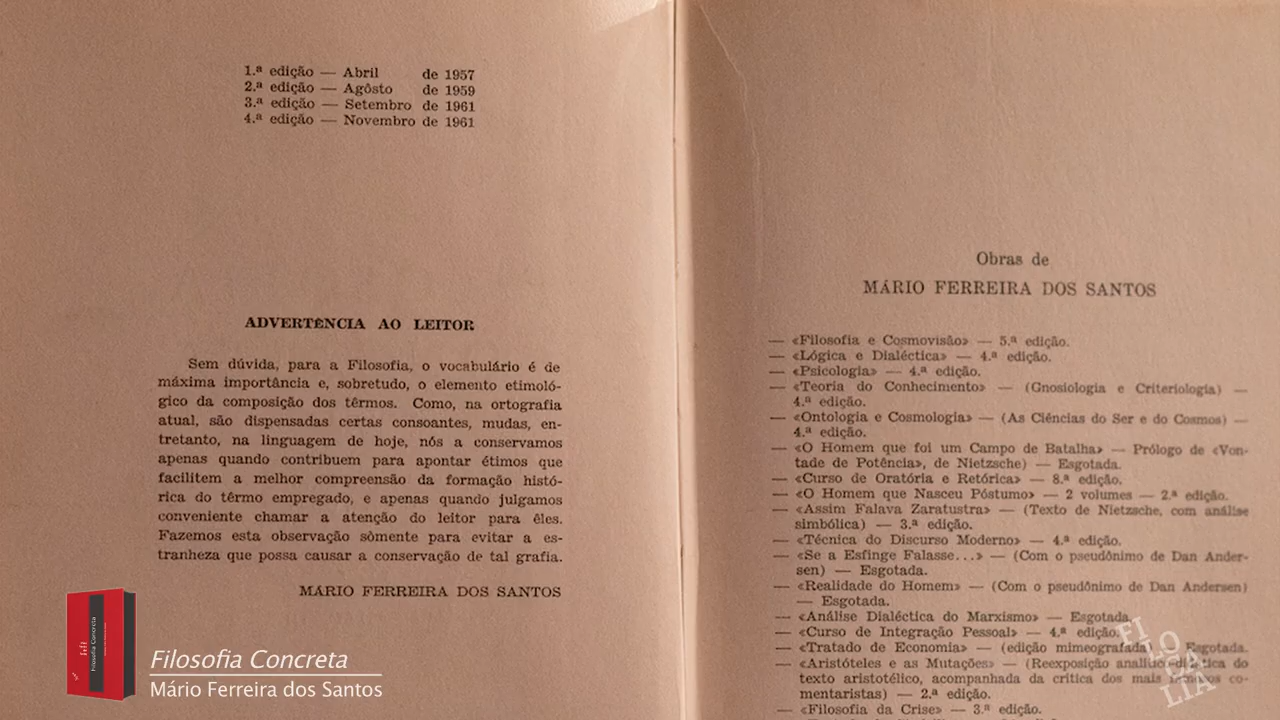 1.ª edição — Abril de 1957
2.ª edição — Agôsto de 1959
3.ª edição — Setembro de 1961
4.ª edição — Novembro de 1961
ADVERTÊNCIA AO LEITOR
Sem dúvida, para a Filosofia, o vocabulário é de
máxima importância e, sobretudo, o elemento etimoló-
gico da composição dos têrmos. Como, na ortografia
atual, são dispensadas certas consoantes, mudas, en-
tretanto, na linguagem de hoje, nós a conservamos
apenas quando contribuem para apontar étimos que
facilitem a melhor compreensão da formação histó-
rica do têrmo empregado, e apenas quando julgamos
conveniente chamar a atenção do leitor para êles.
Fazemos esta observação sòmente para evitar a es-
tranheza que possa causar a conservação de tal grafia.
MÁRIO FERREIRA DOS SANTOS
Obras de
MÁRIO FERREIRA DOS SANTOS
— «Filosofia e Cosmovisão» — 5.ª edição.
— «Lógica e Dialéctica» — 4.ª edição.
— «Psicologia» — 4.ª edição.
— «Teoria do Conhecimento» — (Gnosiologia e Criteriologia) —
4.ª edição.
— «Ontologia e Cosmologia» — (As Ciências do Ser e do Cosmos) —
4.ª edição.
— «O Homem que foi um Campo de Batalha» — Prólogo de «Von-
tade de Potência», de Nietzsche) — Esgotada.
— «Curso de Oratória e Retórica» — 8.ª edição.
— «O Homem que Nasceu Póstumo» — 2 volumes — 2.ª edição.
— «Assim Falava Zaratustra» — (Texto de Nietzsche, com análise
simbólica) — 3.ª edição.
— «Técnica do Discurso Moderno» — 4.ª edição.
— «Se a Esfinge Falasse...» — (Com o pseudônimo de Dan Ander-
sen) — Esgotada.
— «Realidade do Homem» — (Com o pseudônimo de Dan Andersen)
— Esgotada.
— «Análise Dialéctica do Marxismo» — Esgotada.
— «Curso de Integração Pessoal» — 4.ª edição.
— «Tratado de Economia» — (edição mimeografada) — Esgotada.
— «Aristóteles e as Mutações» — (Reexposição analítico-didática do
texto aristotélico, acompanhada da crítica dos mais famosos co-
mentaristas) — 2.ª edição.
— «Filosofia da Crise» — 3.ª edição.
Filosofia Concreta
Filosofia Concreta
Mário Ferreira dos Santos
FILOCALIA